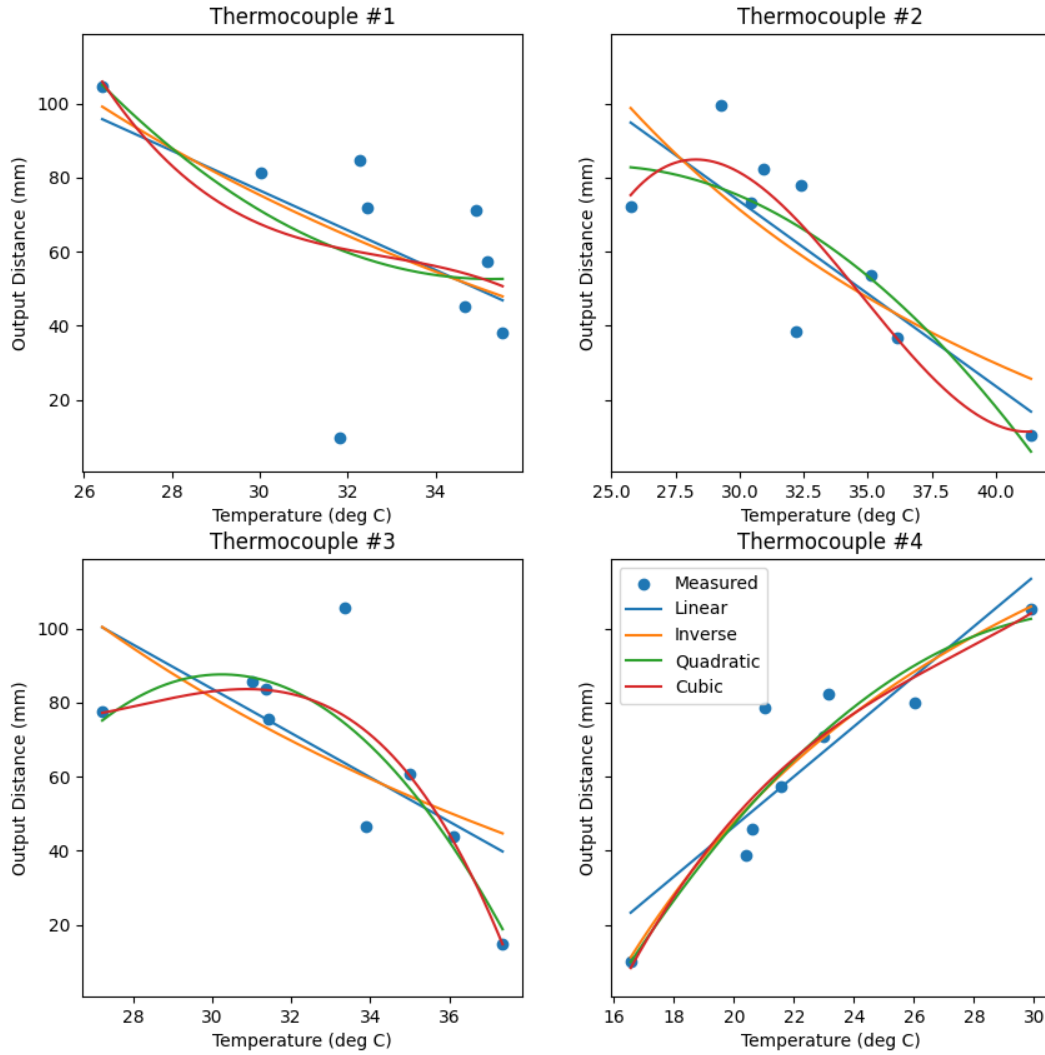 Thermocouple #1
Output Distance (mm)
100
80
60
40
20
26 28 30 32 34
Temperature (deg C)
Thermocouple #2
Output Distance (mm)
25.0 27.5 30.0 32.5 35.0 37.5 40.0
Temperature (deg C)
Thermocouple #3
Output Distance (mm)
100
80
60
40
20
28 30 32 34 36
Temperature (deg C)
Thermocouple #4
Output Distance (mm)
Measured
Linear
Inverse
Quadratic
Cubic
16 18 20 22 24 26 28 30
Temperature (deg C)